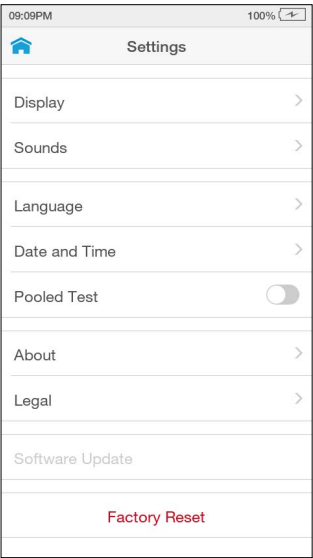 09:09PM 100%
Settings
Display
Sounds
Language
Date and Time
Pooled Test
About
Legal
Software Update
Factory Reset